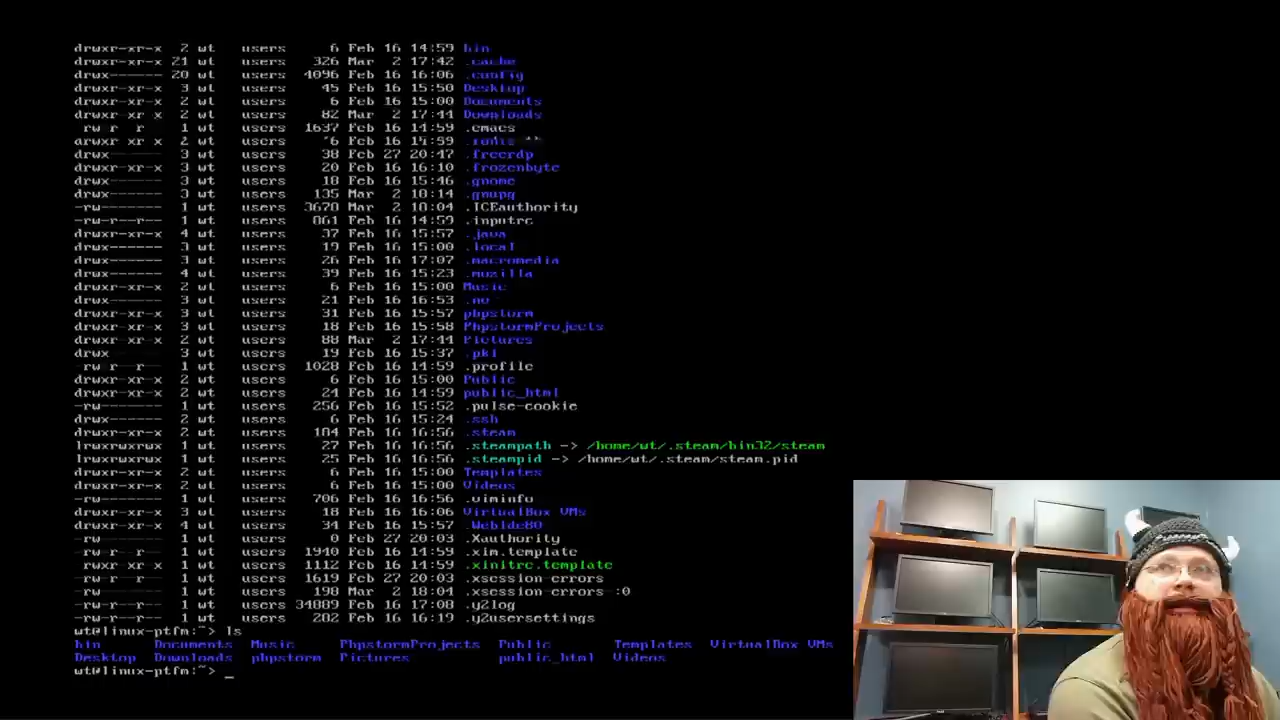 drwxr-xr-x 2 wt users 6 Feb 16 14:59 bin
drwxr-xr-x 21 wt users 326 Mar 2 17:42 .cache
drwx------ 20 wt users 4096 Feb 16 16:06 .config
drwxr-xr-x 3 wt users 45 Feb 16 15:50 Desktop
drwxr-xr-x 2 wt users 6 Feb 16 15:00 Documents
drwxr-xr-x 2 wt users 82 Mar 2 17:44 Downloads
rw r r 1 wt users 1637 Feb 16 14:59 .emacs
drwxr xr x 2 wt users 6 Feb 16 14:59
drwx 3 wt users 38 Feb 27 20:47 .freerdp
drwxr-xr-x 3 wt users 20 Feb 16 16:10 .frozenbyte
drwx------ 3 wt users 18 Feb 16 15:46 .gnome
drwx------ 3 wt users 135 Mar 2 18:14 .gnupg
-rw------- 1 wt users 3670 Mar 2 18:04 .ICEauthority
-rw-r--r-- 1 wt users 861 Feb 16 14:59 .inputrc
drwxr-xr-x 4 wt users 37 Feb 16 15:57 .java
drwx------ 3 wt users 19 Feb 16 15:00 .local
drwx------ 3 wt users 26 Feb 16 17:07 .macromedia
drwx------ 4 wt users 39 Feb 16 15:23 .mozilla
drwxr-xr-x 2 wt users 6 Feb 16 15:00 Music
drwx------ 3 wt users 21 Feb 16 16:53
drwxr-xr-x 3 wt users 31 Feb 16 15:57 phpstorm
drwxr-xr-x 3 wt users 18 Feb 16 15:58 PhpstormProjects
drwxr-xr-x 2 wt users 88 Mar 2 17:44 Pictures
drwx 3 wt users 19 Feb 16 15:37 .pki
rw r r 1 wt users 1028 Feb 16 14:59 .profile
drwxr-xr-x 2 wt users 6 Feb 16 15:00 Public
drwxr-xr-x 2 wt users 24 Feb 16 14:59 public_html
-rw------- 1 wt users 256 Feb 16 15:52 .pulse-cookie
drwx------ 2 wt users 6 Feb 16 15:24 .ssh
drwxr-xr-x 2 wt users 184 Feb 16 16:56 .steam
lrwxrwxrwx 1 wt users 27 Feb 16 16:56 .steampath -> /home/wt/.steam/bin32/steam
lrwxrwxrwx 1 wt users 25 Feb 16 16:56 .steampid -> /home/wt/.steam/steam.pid
drwxr-xr-x 2 wt users 6 Feb 16 15:00 Templates
drwxr-xr-x 2 wt users 6 Feb 16 15:00 Videos
-rw------- 1 wt users 706 Feb 16 16:56 .viminfo
drwxr-xr-x 3 wt users 18 Feb 16 16:06 VirtualBox VMs
drwxr-xr-x 4 wt users 34 Feb 16 15:57 .WebIde80
-rw 1 wt users 0 Feb 27 20:03 .Xauthority
rw r r 1 wt users 1940 Feb 16 14:59 .xim.template
rwxr xr x 1 wt users 1112 Feb 16 14:59 .xinitrc.template
rw r r 1 wt users 1619 Feb 27 20:03 .xsession-errors
-rw------- 1 wt users 198 Mar 2 18:04 .xsession-errors-:0
-rw-r--r-- 1 wt users 34889 Feb 16 17:08 .y2log
-rw-r--r-- 1 wt users 202 Feb 16 16:19 .y2usersettings
wt@linux-ptfm:~> ls
bin Documents Music PhpstormProjects Public Templates VirtualBox VMs
Desktop Downloads phpstorm Pictures public_html Videos
wt@linux-ptfm:~> _